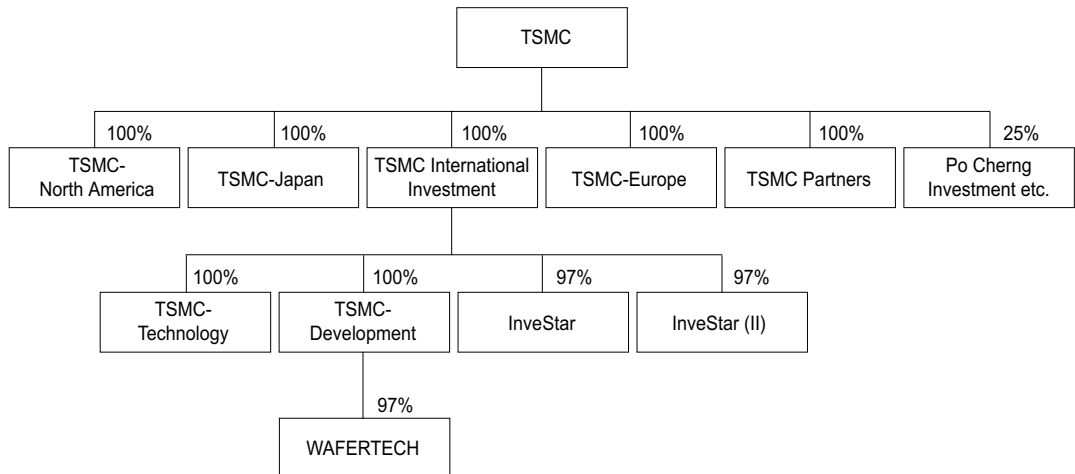 TSMC
100%
100%
100%
100%
100%
25%
TSMC-
North America
TSMC-Japan
TSMC International
Investment
TSMC-Europe
TSMC Partners
Po Cherng
Investment etc.
100%
100%
97%
97%
TSMC-
Technology
TSMC-
Development
InveStar
InveStar (II)
97%
WAFERTECH